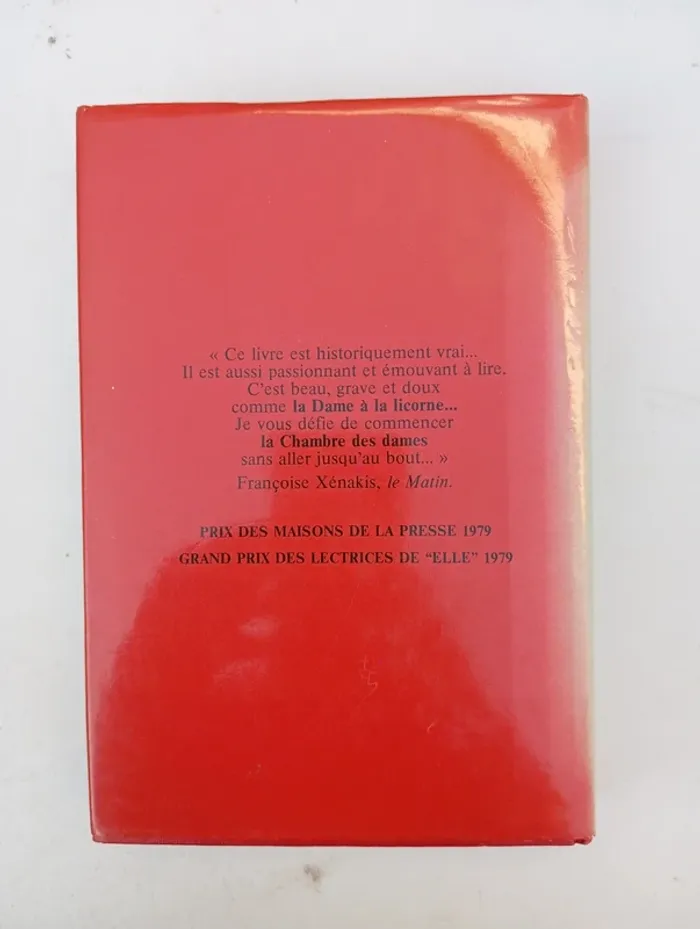 « Ce livre est historiquement vrai...
Il est aussi passionnant et émouvant à lire.
C'est beau, grave et doux
comme la Dame à la licorne...
Je vous défie de commencer
la Chambre des dames
sans aller jusqu'au bout... »
Françoise Xénakis, le Matin.
PRIX DES MAISONS DE LA PRESSE 1979
GRAND PRIX DES LECTRICES DE “ELLE” 1979